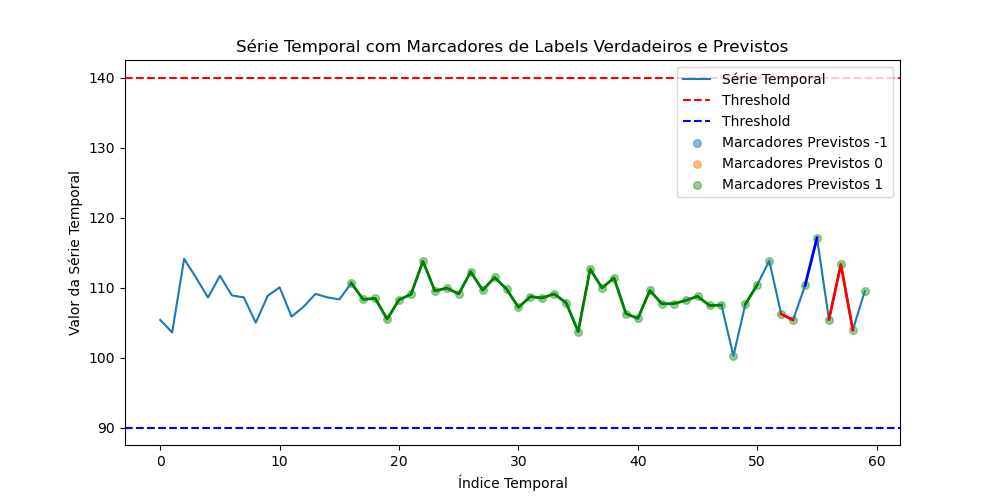 Série Temporal com Marcadores de Labels Verdadeiros e Previstos
Valor da Série Temporal
140
130
120
110
100
90
Série Temporal
Threshold
Threshold
Marcadores Previstos -1
Marcadores Previstos 0
Marcadores Previstos 1
0 10 20 30 40 50 60
Índice Temporal